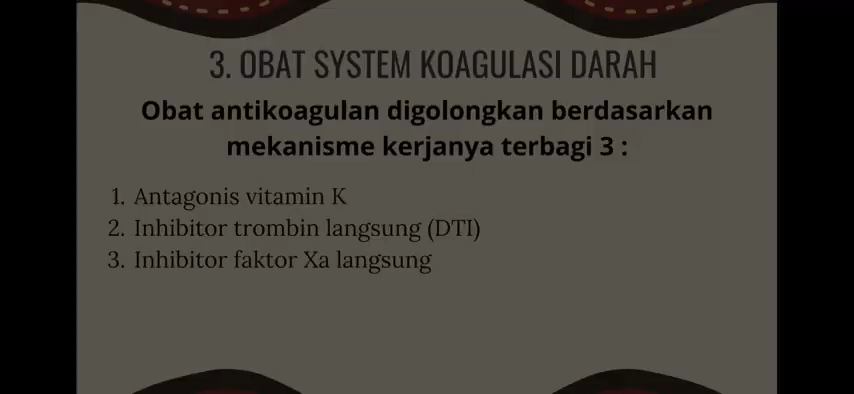 3. OBAT SYSTEM KOAGULASI DARAH
Obat antikoagulan digolongkan berdasarkan
mekanisme kerjanya terbagi 3 :
1. Antagonis vitamin K
2. Inhibitor trombin langsung (DTI)
3. Inhibitor faktor Xa langsung